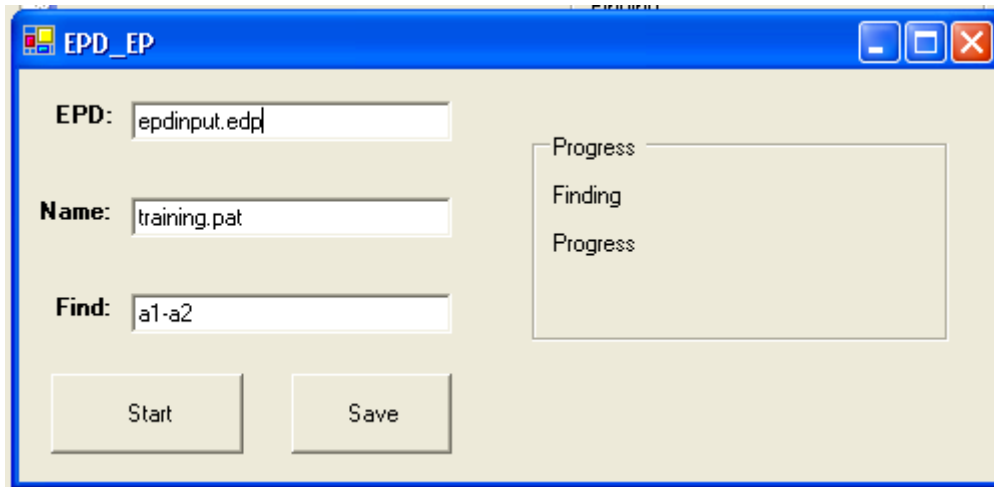 EPD_EP
EPD: epdinput.edp
Name: training.pat
Find: a1-a2
Start Save
Progress
Finding
Progress